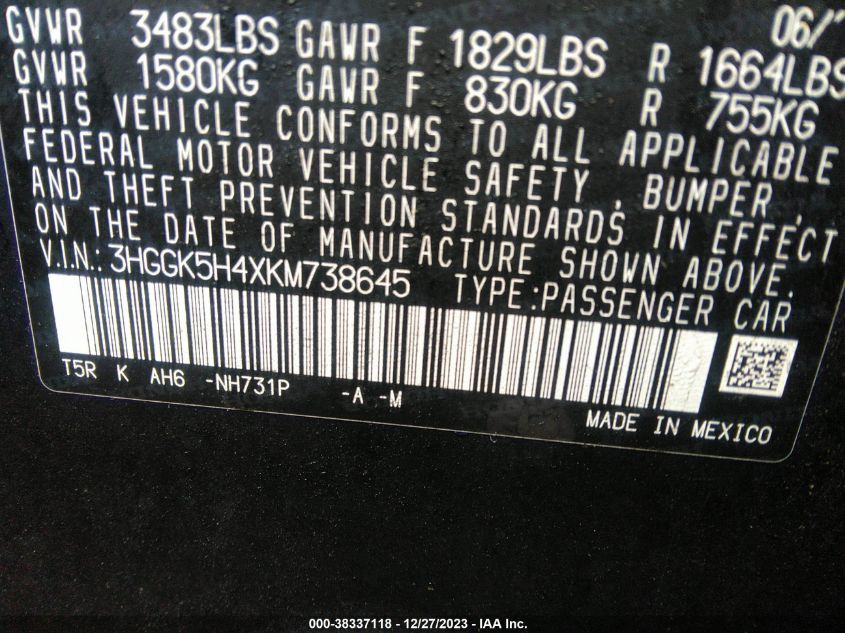 06/
GVWR 3483LBS GAWR F 1829LBS R 1664LBS
GVWR 1580KG GAWR F 830KG R 755KG
THIS VEHICLE CONFORMS TO ALL APPLICABLE
FEDERAL MOTOR VEHICLE SAFETY , BUMPER ,
AND THEFT PREVENTION STANDARDS IN EFFECT
ON THE DATE OF MANUFACTURE SHOWN ABOVE.
V.I.N.: 3HGGK5H4XKM738645 TYPE:PASSENGER CAR
T5R K AH6 -NH731P -A -M
MADE IN MEXICO
000-38337118 - 12/27/2023 - IAA Inc.